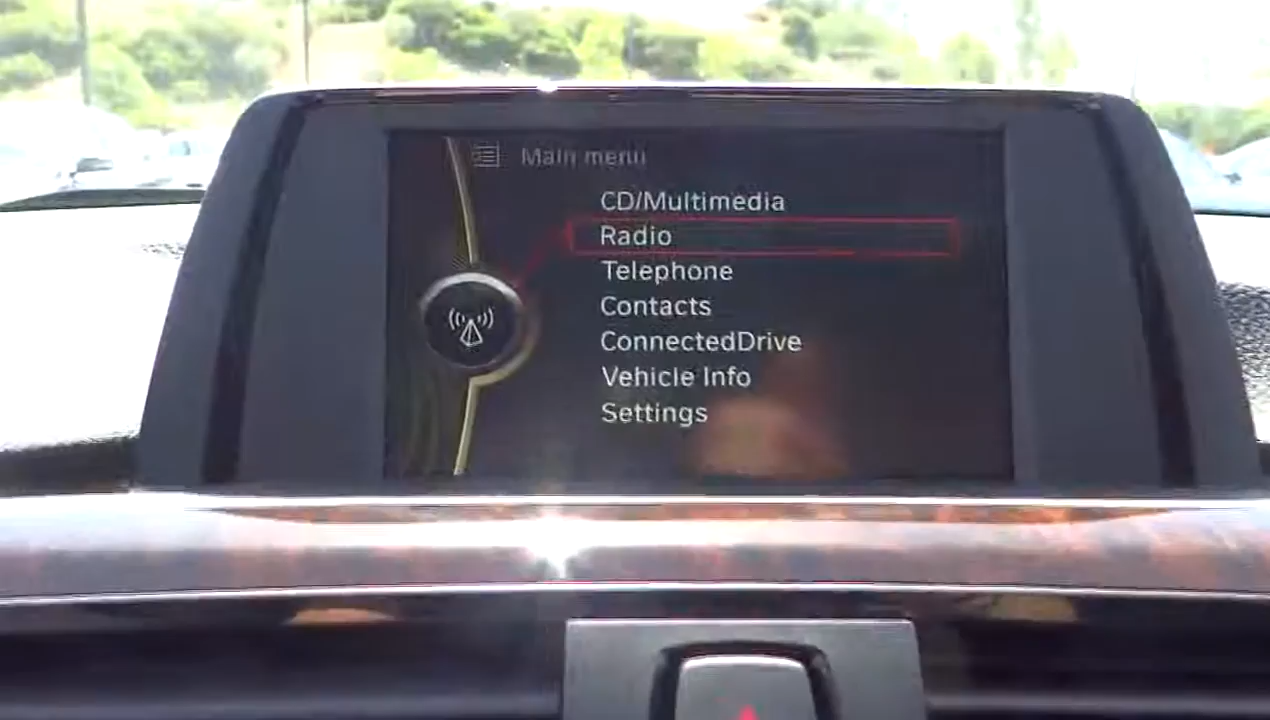 Main menu
CD/Multimedia
Radio
Telephone
Contacts
ConnectedDrive
Vehicle Info
Settings